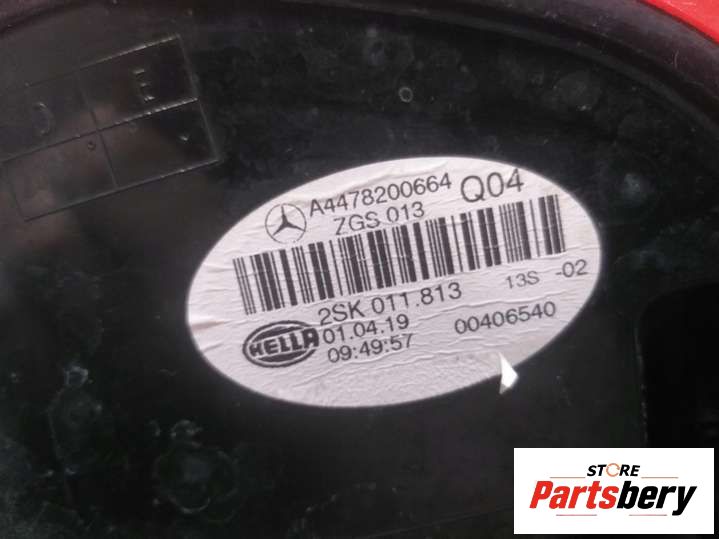 D E
A4478200664 Q04
ZGS 013
2SK 011.813 13S -02
HELLA 01.04.19 00406540
09:49:57
STORE
Partsbery